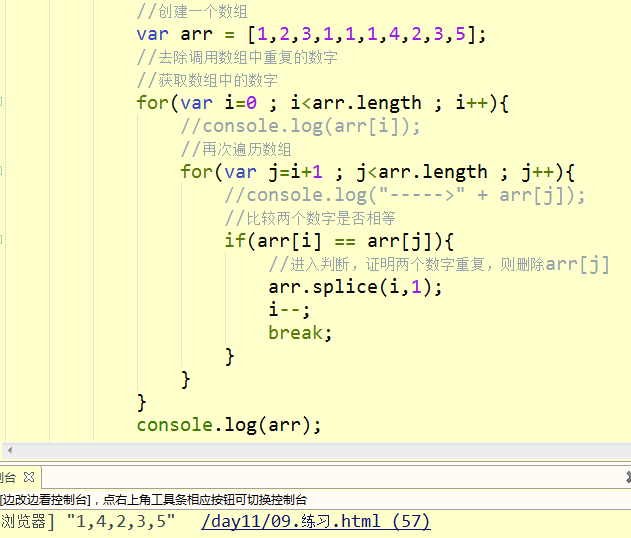 //创建一个数组
var arr = [1,2,3,1,1,1,4,2,3,5];
//去除调用数组中重复的数字
//获取数组中的数字
for(var i=0 ; i<arr.length ; i++){
//console.log(arr[i]);
//再次遍历数组
for(var j=i+1 ; j<arr.length ; j++){
//console.log("----->" + arr[j]);
//比较两个数字是否相等
if(arr[i] == arr[j]){
//进入判断，证明两个数字重复，则删除arr[j]
arr.splice(i,1);
i--;
break;
}
}
}
console.log(arr);
制台
[边改边看控制台]，点右上角工具条相应按钮可切换控制台
浏览器] "1,4,2,3,5" /day11/09.练习.html (57)